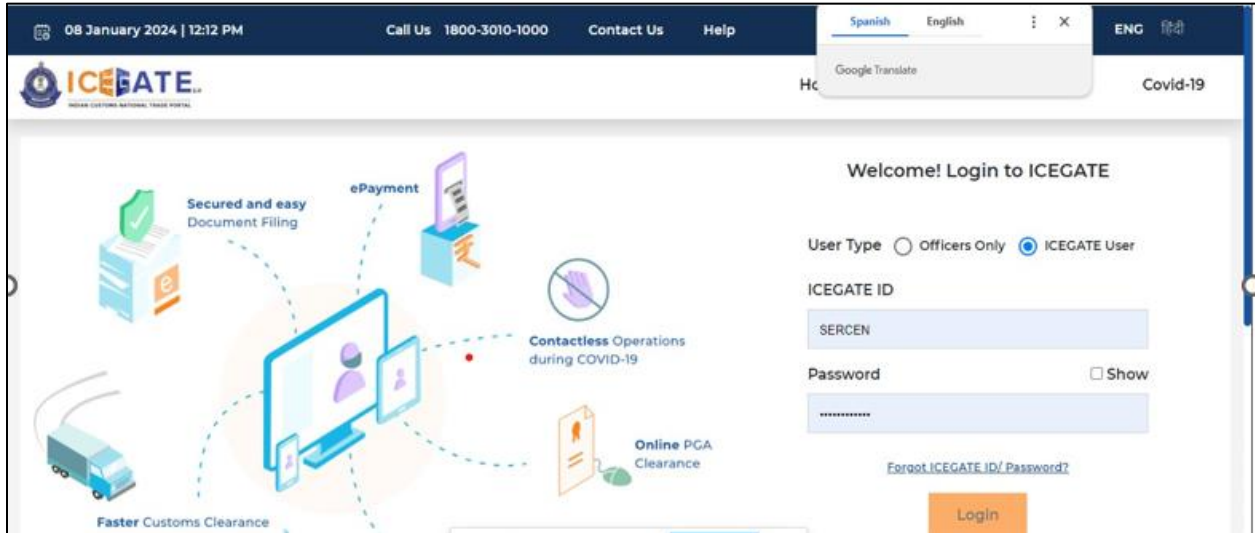 08 January 2024 | 12:12 PM
Call Us 1800-3010-1000
Contact Us
Help
Spanish
English
ENG
हिंदी
Google Translate
ICEGATE
INDIAN CUSTOMS NATIONAL TRADE PORTAL
Ho
Covid-19
Secured and easy
Document Filing
ePayment
Contactless Operations
during COVID-19
Online PGA
Clearance
Faster Customs Clearance
Welcome! Login to ICEGATE
User Type Officers Only ICEGATE User
ICEGATE ID
SERCEN
Password
Show
••••••••••••
Forgot ICEGATE ID/ Password?
Login